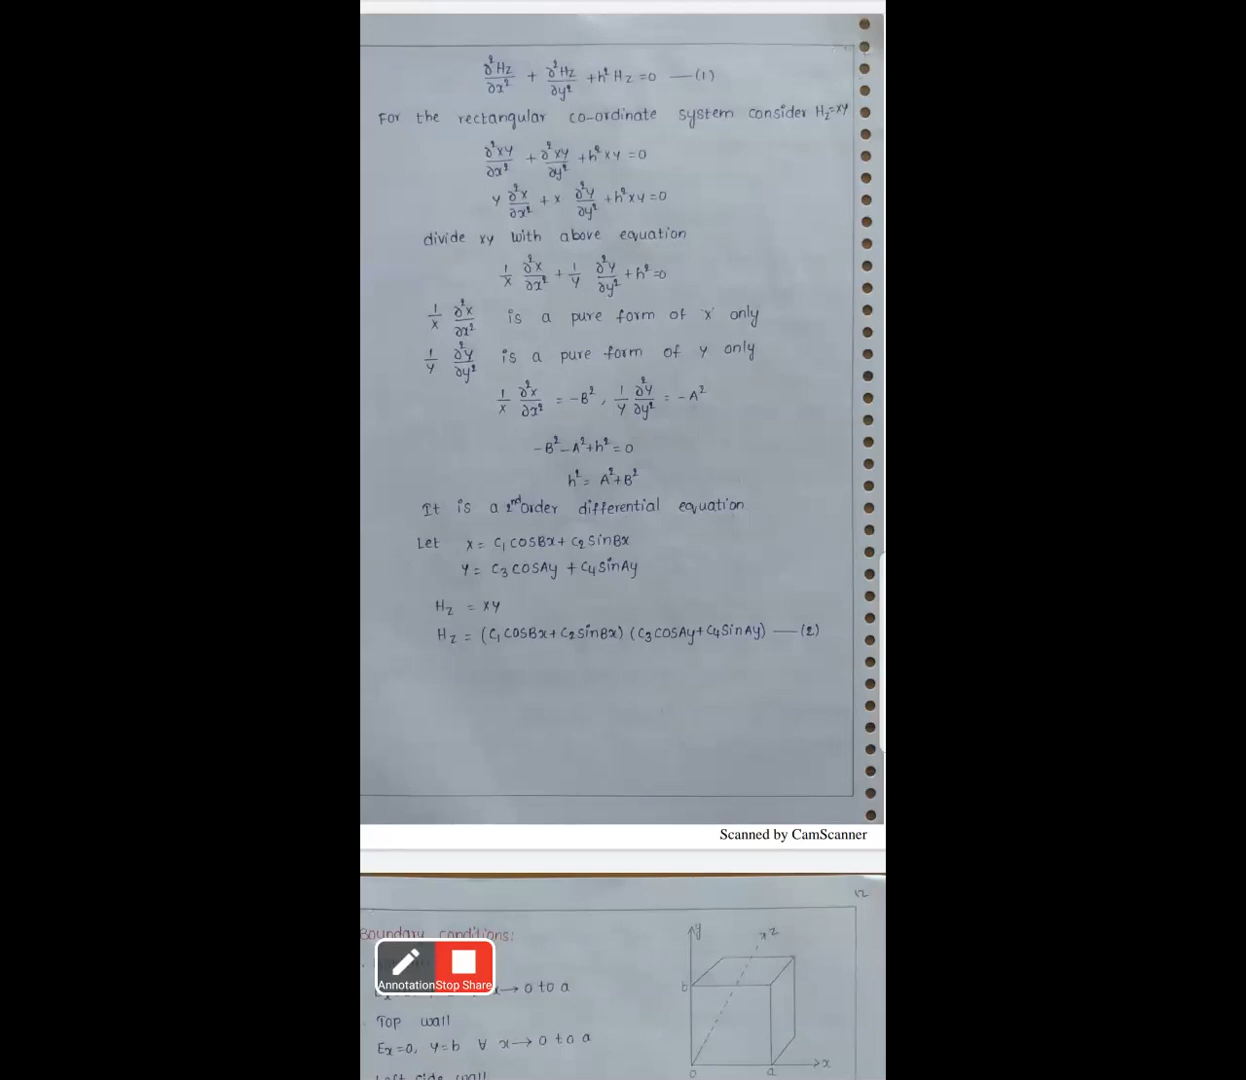 ∂²Hz/∂x² + ∂²Hz/∂y² + h² Hz = 0 —(1)
For the rectangular co-ordinate system consider Hz=XY
∂²XY/∂x² + ∂²XY/∂y² + h² XY = 0
Y ∂²X/∂x² + X ∂²Y/∂y² + h² XY = 0
divide XY with above equation
1/X ∂²X/∂x² + 1/Y ∂²Y/∂y² + h² = 0
1/X ∂²X/∂x² is a pure form of 'x' only
1/Y ∂²Y/∂y² is a pure form of Y only
1/X ∂²X/∂x² = -B², 1/Y ∂²Y/∂y² = -A²
-B²-A²+h² = 0
h² = A²+B²
It is a 2nd order differential equation
Let X = C₁ cosBx + C₂ sinBx
Y = C₃ cosAy + C₄ sinAy
Hz = XY
Hz = (C₁ cosBx + C₂ sinBx) (C₃ cosAy + C₄ sinAy) —(2)
Scanned by CamScanner
12
Boundary conditions:
x → 0 to a
Top wall
Ex=0, y=b ∀ x → 0 to a
Left side wall
y
z
b
0
a
x
Annotation
Stop Share